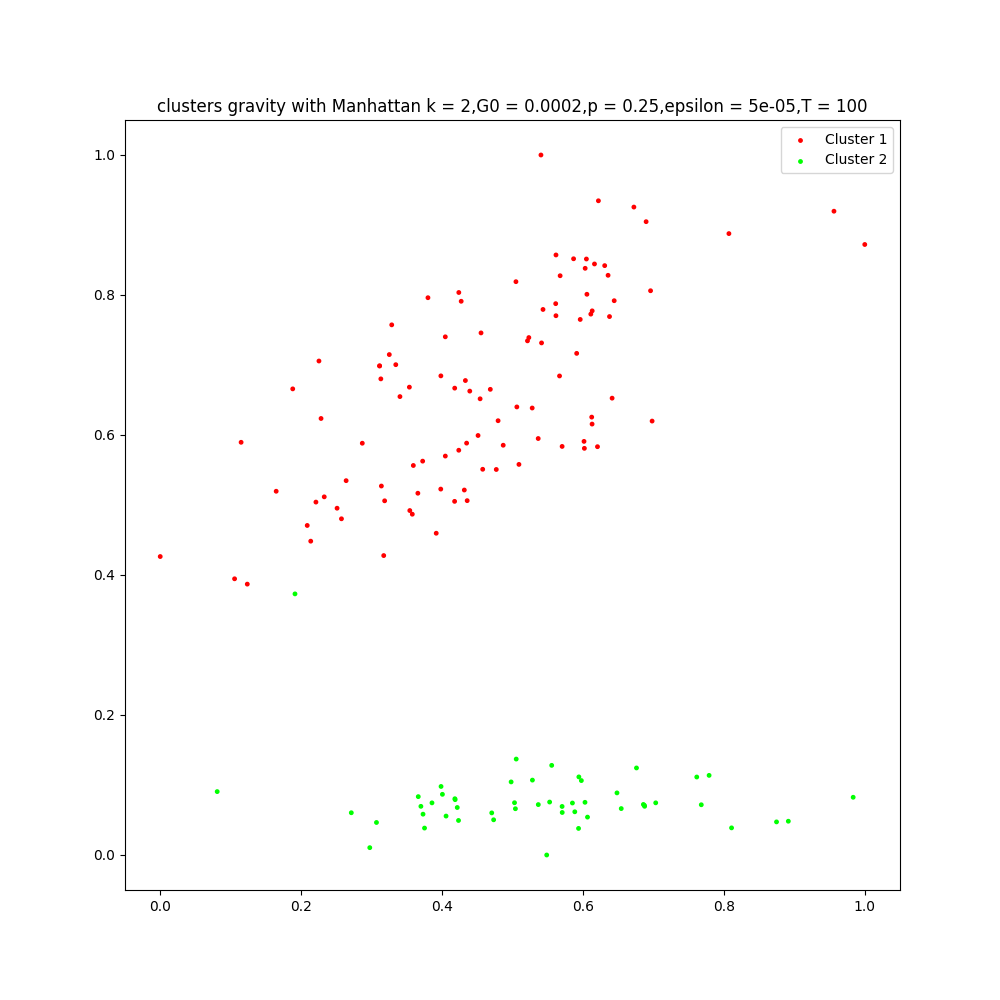 clusters gravity with Manhattan k = 2,G0 = 0.0002,p = 0.25,epsilon = 5e-05,T = 100
Cluster 1
Cluster 2
1.0
0.8
0.6
0.4
0.2
0.0
0.0 0.2 0.4 0.6 0.8 1.0